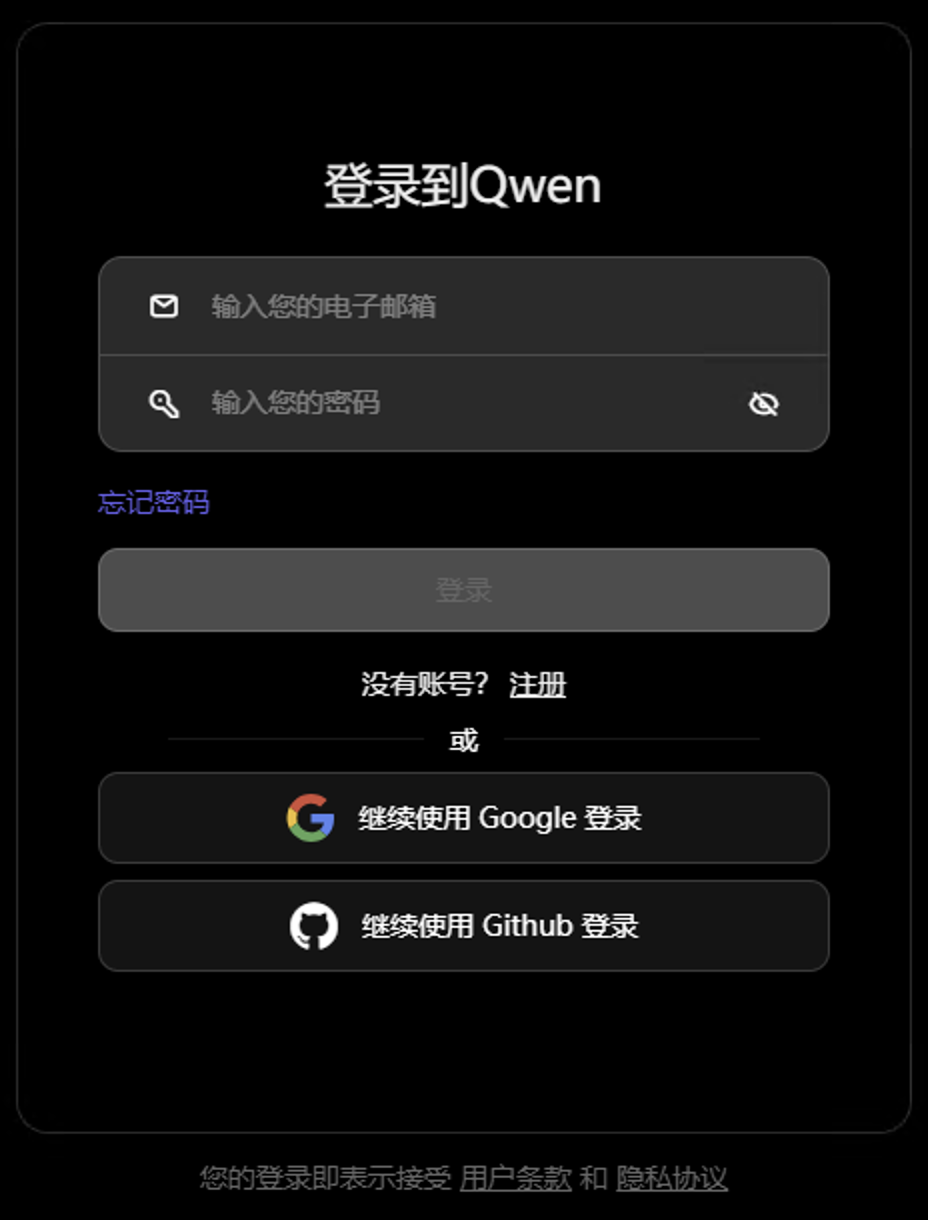 登录到Qwen
输入您的电子邮箱
输入您的密码
忘记密码
登录
没有账号？ 注册
或
继续使用 Google 登录
继续使用 Github 登录
您的登录即表示接受 用户条款 和 隐私协议